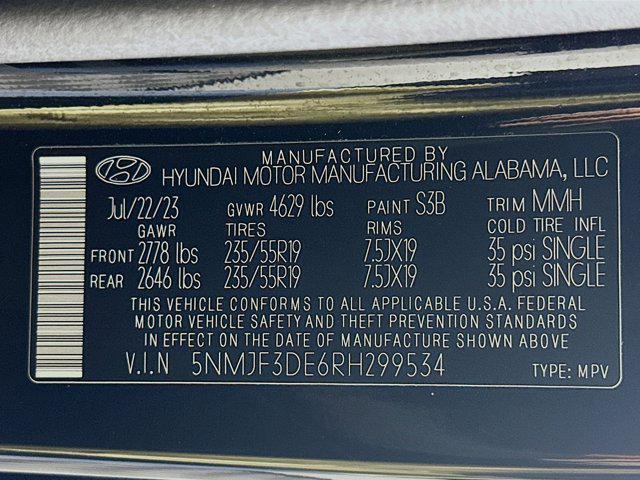 MANUFACTURED BY
HYUNDAI MOTOR MANUFACTURING ALABAMA, LLC
Jul/22/23 GVWR 4629 lbs PAINT S3B TRIM MMH
GAWR TIRES RIMS COLD TIRE INFL
FRONT 2778 lbs 235/55R19 7.5JX19 35 psi SINGLE
REAR 2646 lbs 235/55R19 7.5JX19 35 psi SINGLE
THIS VEHICLE CONFORMS TO ALL APPLICABLE U.S.A. FEDERAL
MOTOR VEHICLE SAFETY AND THEFT PREVENTION STANDARDS
IN EFFECT ON THE DATE OF MANUFACTURE SHOWN ABOVE
V.I.N 5NMJF3DE6RH299534 TYPE: MPV